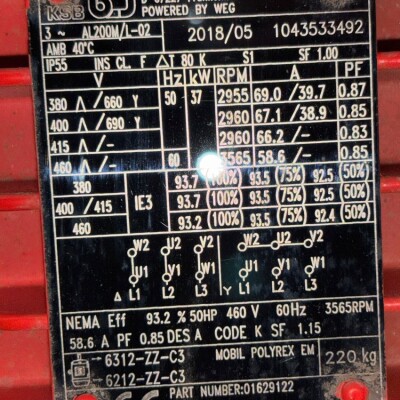 KSB
POWERED BY WEG
3 ~ AL200M/L-02 2018/05 1043533492
AMB 40°C
IP55 INS CL. F △T 80 K S1 SF 1.00
V Hz kW RPM A PF
380 △/660 Y 50 37 2955 69.0/39.7 0.87
400 △/690 Y 2960 67.1/38.9 0.85
415 △/- 2960 66.2/- 0.83
460 △/- 60 3565 58.6/- 0.85
380 93.7 (100%) 93.5 (75%) 92.5 (50%)
400 /415 IE3 93.7 (100%) 93.5 (75%) 92.5 (50%)
460 93.2 (100%) 93.5 (75%) 92.4 (50%)
W2 U2 V2 W2 U2 V2
U1 V1 W1 U1 V1 W1
△ L1 L2 L3 Y L1 L2 L3
NEMA Eff 93.2 % 50HP 460 V 60Hz 3565RPM
58.6 A PF 0.85 DES A CODE K SF 1.15
6312-ZZ-C3 MOBIL POLYREX EM 220 kg
6212-ZZ-C3
PART NUMBER 01629122